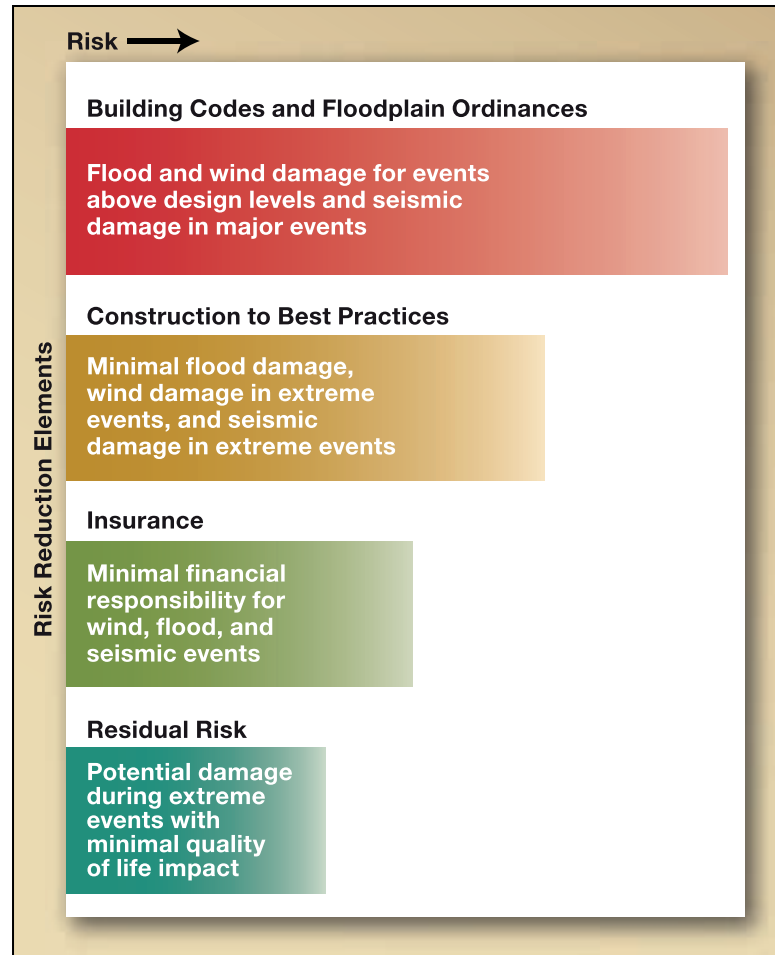 Risk
Building Codes and Floodplain Ordinances
Flood and wind damage for events
above design levels and seismic
damage in major events
Construction to Best Practices
Minimal flood damage,
wind damage in extreme
events, and seismic
damage in extreme events
Insurance
Minimal financial
responsibility for
wind, flood, and
seismic events
Residual Risk
Potential damage
during extreme
events with
minimal quality
of life impact
Risk Reduction Elements